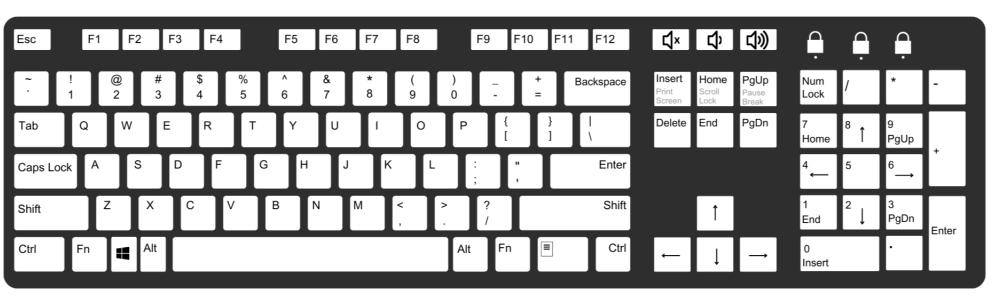 Esc F1 F2 F3 F4 F5 F6 F7 F8 F9 F10 F11 F12
~ ! @ # $ % ^ & * ( ) _ + Backspace
` 1 2 3 4 5 6 7 8 9 0 - =
Insert Home PgUp
Print Scroll Pause
Screen Lock Break
Num / * -
Lock
Tab Q W E R T Y U I O P { } |
[ ] \
Delete End PgDn
7 8 ↑ 9 +
Home PgUp
Caps Lock A S D F G H J K L : " Enter
; '
4 5 6
← →
Shift Z X C V B N M < > ? Shift
, . /
↑
1 2 ↓ 3 Enter
End PgDn
Ctrl Fn Alt Alt Fn Ctrl
← ↓ →
0 .
Insert